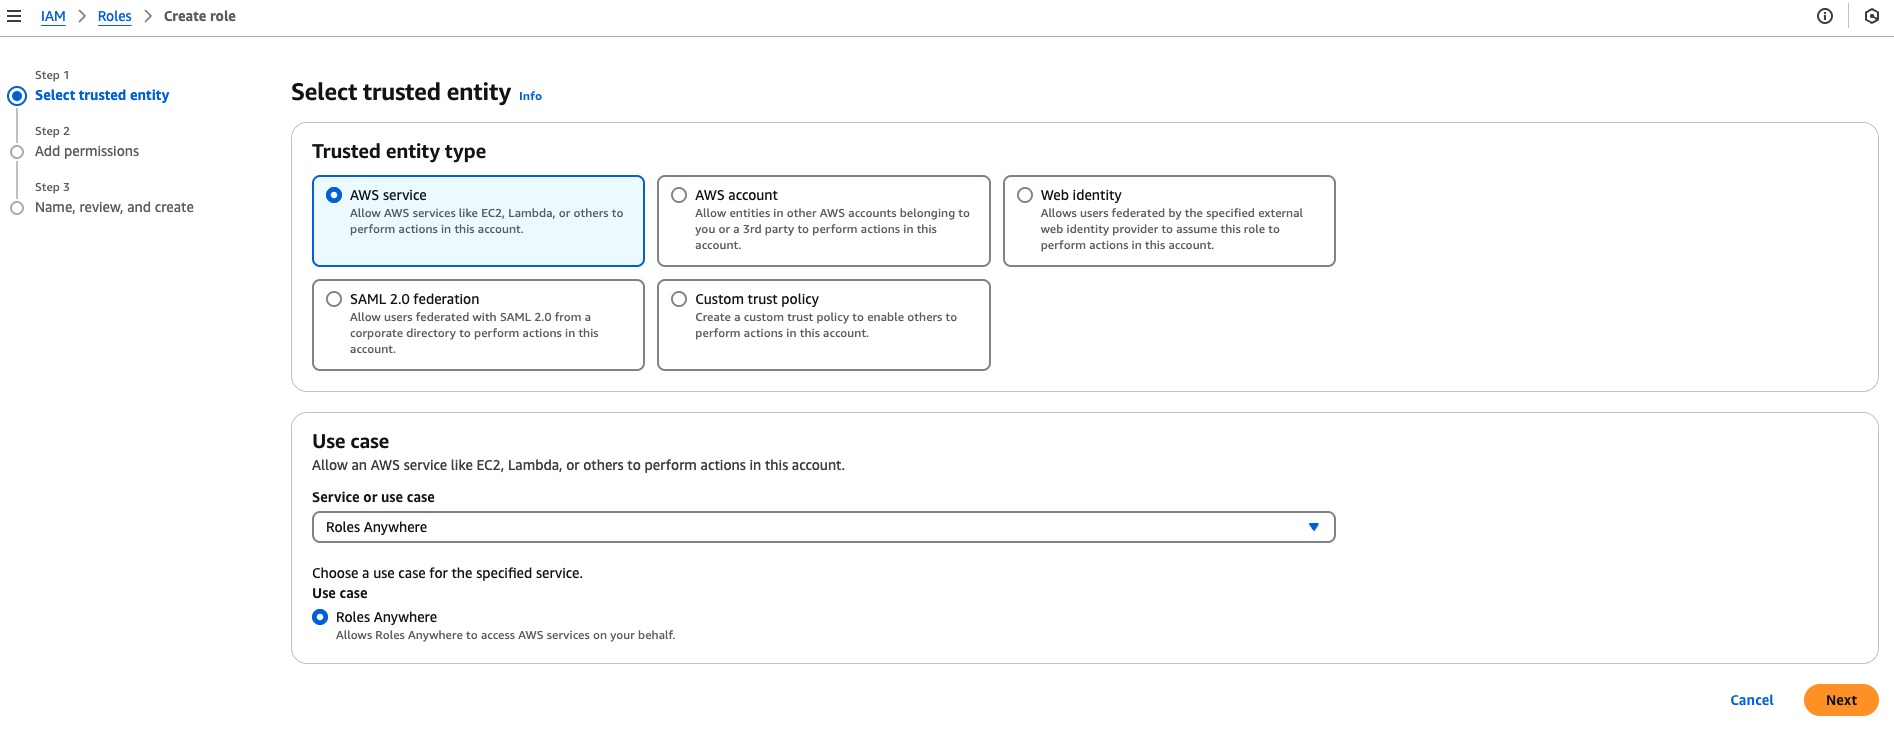 IAM > Roles > Create role
Step 1
Select trusted entity
Step 2
Add permissions
Step 3
Name, review, and create
Select trusted entity Info
Trusted entity type
AWS service
Allow AWS services like EC2, Lambda, or others to
perform actions in this account.
AWS account
Allow entities in other AWS accounts belonging to
you or a 3rd party to perform actions in this
account.
Web identity
Allows users federated by the specified external
web identity provider to assume this role to
perform actions in this account.
SAML 2.0 federation
Allow users federated with SAML 2.0 from a
corporate directory to perform actions in this
account.
Custom trust policy
Create a custom trust policy to enable others to
perform actions in this account.
Use case
Allow an AWS service like EC2, Lambda, or others to perform actions in this account.
Service or use case
Roles Anywhere
Choose a use case for the specified service.
Use case
Roles Anywhere
Allows Roles Anywhere to access AWS services on your behalf.
Cancel
Next